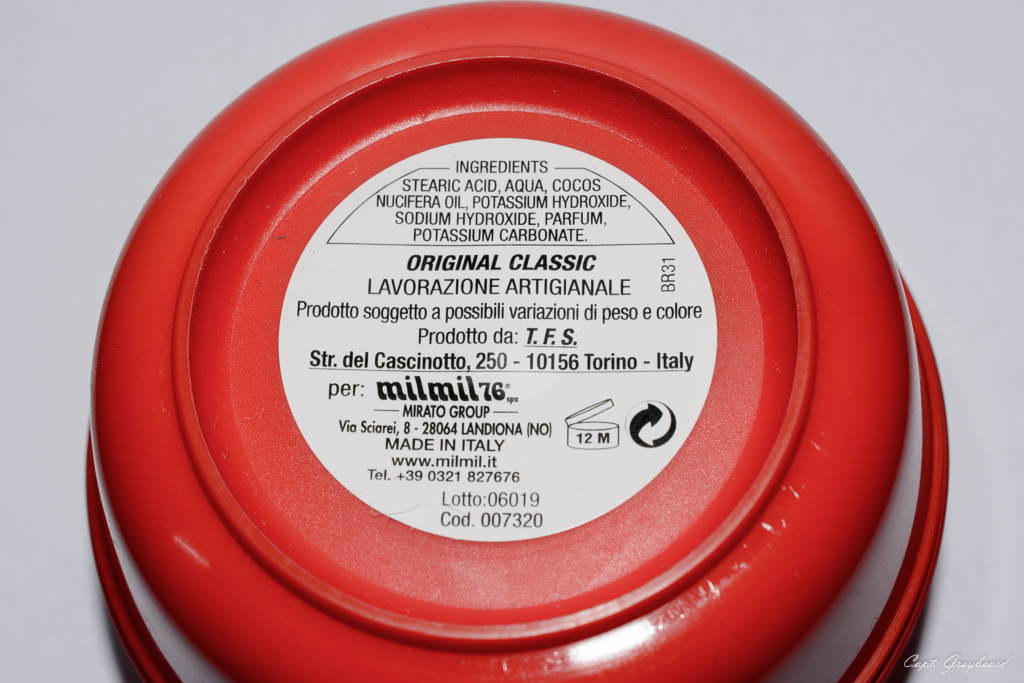 INGREDIENTS
STEARIC ACID, AQUA, COCOS
NUCIFERA OIL, POTASSIUM HYDROXIDE,
SODIUM HYDROXIDE, PARFUM,
POTASSIUM CARBONATE.
ORIGINAL CLASSIC
BR31
LAVORAZIONE ARTIGIANALE
Prodotto soggetto a possibili variazioni di peso e colore
Prodotto da: T.F.S.
Str. del Cascinotto, 250 - 10156 Torino - Italy
per: milmil76® spa
MIRATO GROUP
Via Sciarei, 8 - 28064 LANDIONA (NO)
12 M
MADE IN ITALY
www.milmil.it
Tel. +39 0321 827676
Lotto:06019
Cod. 007320
Capt. Greybeard